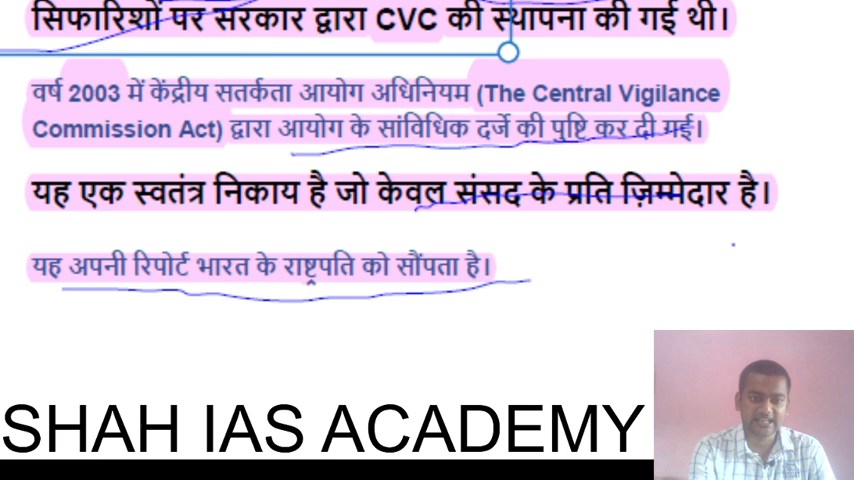 सिफारिशों पर सरकार द्वारा CVC की स्थापना की गई थी।
वर्ष 2003 में केंद्रीय सतर्कता आयोग अधिनियम (The Central Vigilance
Commission Act) द्वारा आयोग के सांविधिक दर्जे की पुष्टि कर दी गई।
यह एक स्वतंत्र निकाय है जो केवल संसद के प्रति ज़िम्मेदार है।
यह अपनी रिपोर्ट भारत के राष्ट्रपति को सौंपता है।
SHAH IAS ACADEMY